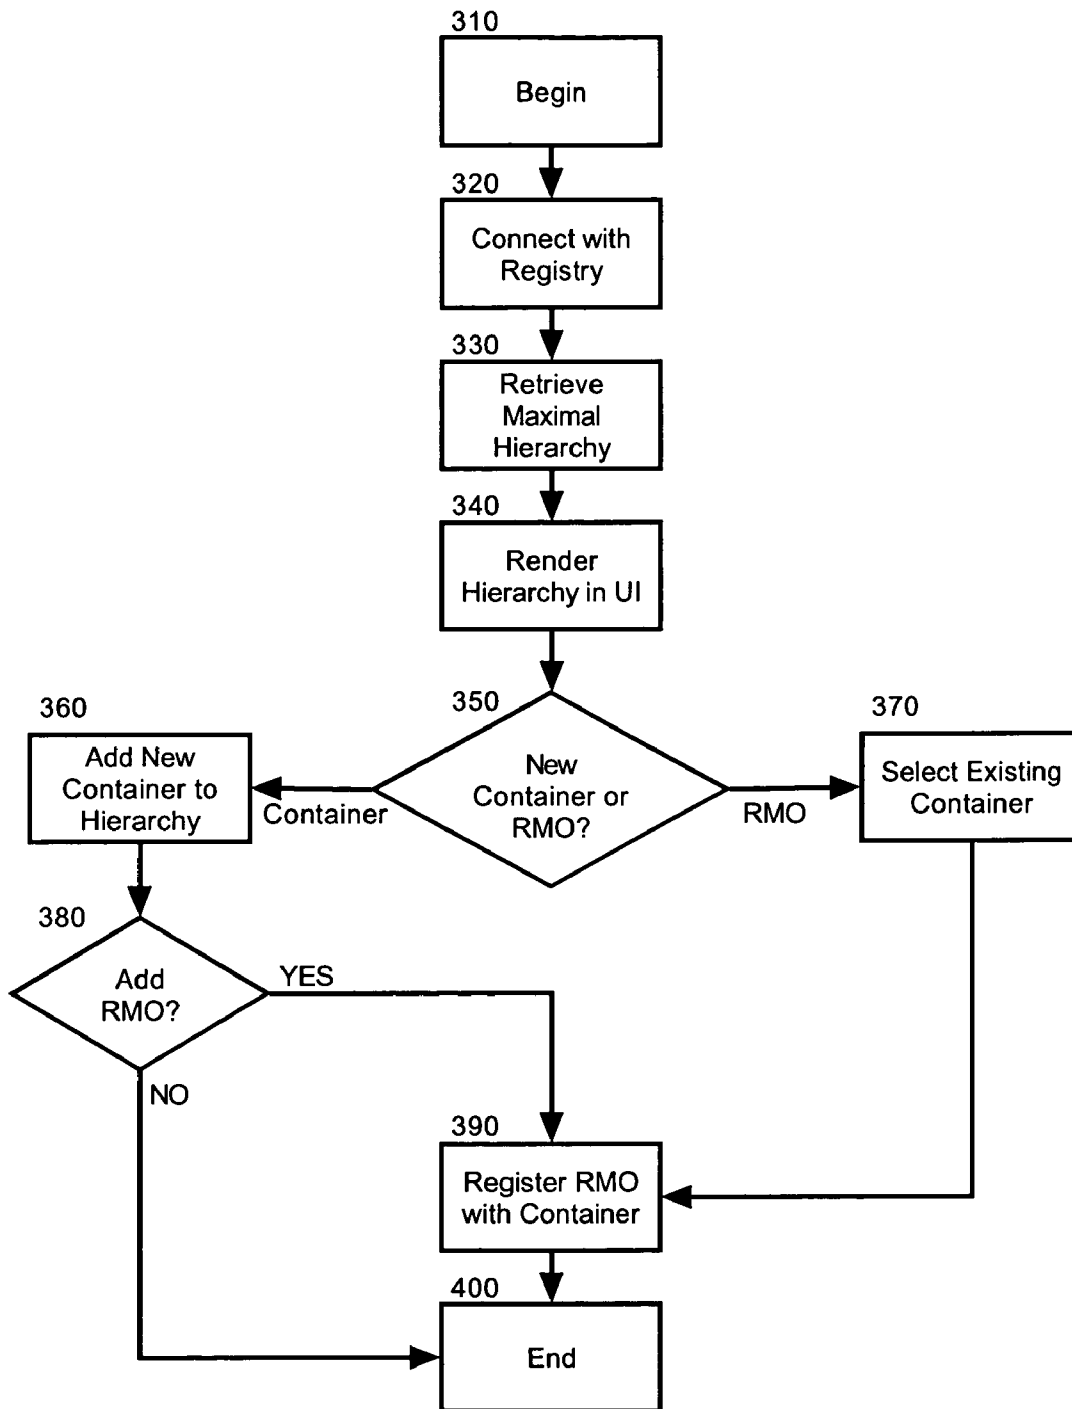 310
Begin
320
Connect with
Registry
330
Retrieve
Maximal
Hierarchy
340
Render
Hierarchy in UI
350
New
Container or
RMO?
Container
RMO
360
Add New
Container to
Hierarchy
370
Select Existing
Container
380
Add
RMO?
YES
NO
390
Register RMO
with Container
400
End